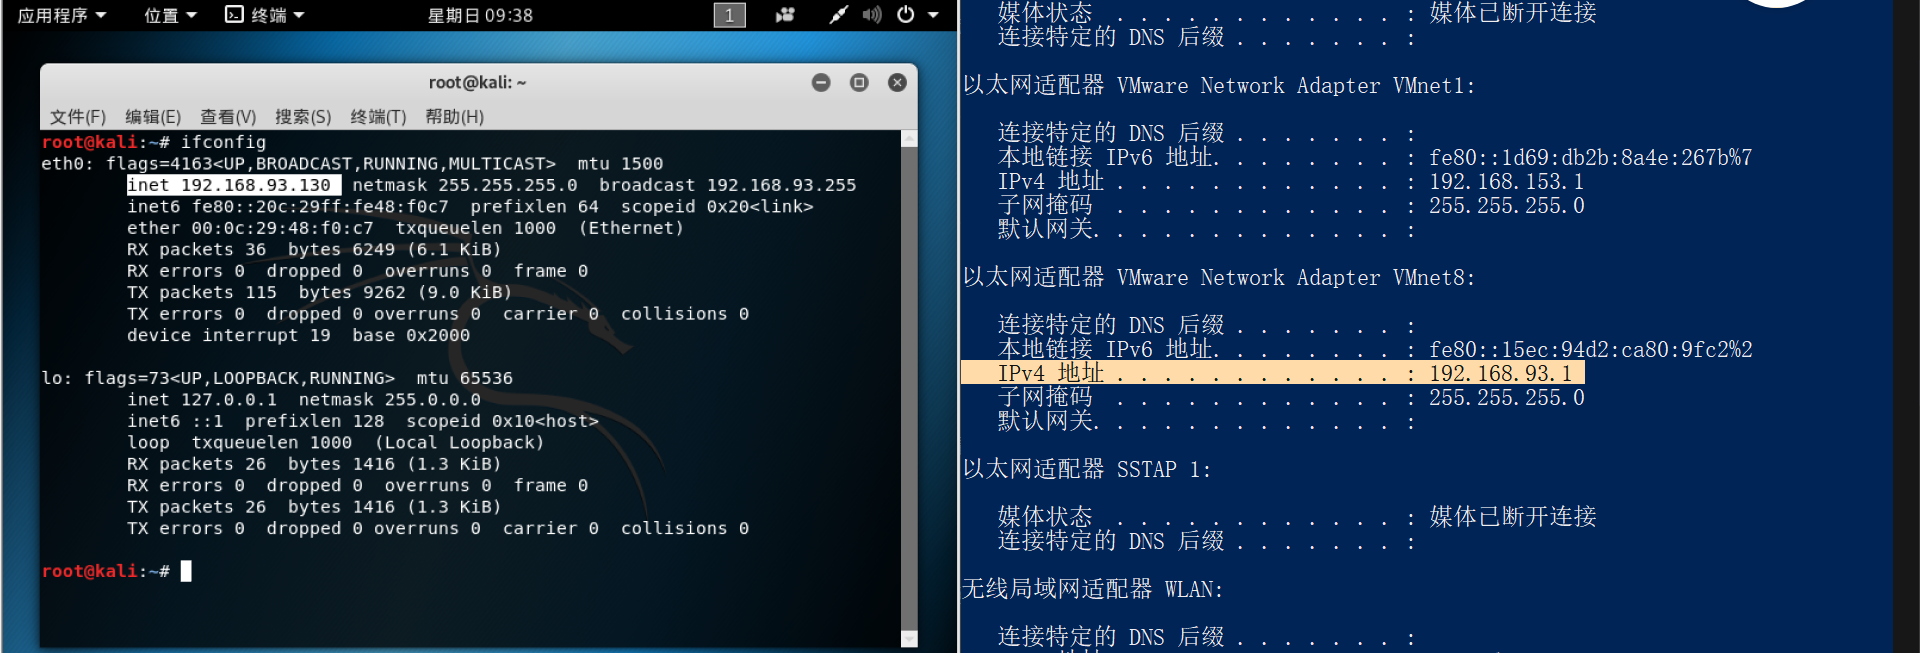 应用程序 位置 终端 星期日 09:38 1
root@kali: ~
文件(F) 编辑(E) 查看(V) 搜索(S) 终端(T) 帮助(H)
root@kali:~# ifconfig
eth0: flags=4163<UP,BROADCAST,RUNNING,MULTICAST>  mtu 1500
        inet 192.168.93.130  netmask 255.255.255.0  broadcast 192.168.93.255
        inet6 fe80::20c:29ff:fe48:f0c7  prefixlen 64  scopeid 0x20<link>
        ether 00:0c:29:48:f0:c7  txqueuelen 1000  (Ethernet)
        RX packets 36  bytes 6249 (6.1 KiB)
        RX errors 0  dropped 0  overruns 0  frame 0
        TX packets 115  bytes 9262 (9.0 KiB)
        TX errors 0  dropped 0 overruns 0  carrier 0  collisions 0
        device interrupt 19  base 0x2000
lo: flags=73<UP,LOOPBACK,RUNNING>  mtu 65536
        inet 127.0.0.1  netmask 255.0.0.0
        inet6 ::1  prefixlen 128  scopeid 0x10<host>
        loop  txqueuelen 1000  (Local Loopback)
        RX packets 26  bytes 1416 (1.3 KiB)
        RX errors 0  dropped 0  overruns 0  frame 0
        TX packets 26  bytes 1416 (1.3 KiB)
        TX errors 0  dropped 0 overruns 0  carrier 0  collisions 0
root@kali:~#
媒体状态 . . . . . . . . . . . . : 媒体已断开连接
连接特定的 DNS 后缀 . . . . . . . :
以太网适配器 VMware Network Adapter VMnet1:
连接特定的 DNS 后缀 . . . . . . . :
本地链接 IPv6 地址. . . . . . . . : fe80::1d69:db2b:8a4e:267b%7
IPv4 地址 . . . . . . . . . . . . : 192.168.153.1
子网掩码 . . . . . . . . . . . . : 255.255.255.0
默认网关. . . . . . . . . . . . . :
以太网适配器 VMware Network Adapter VMnet8:
连接特定的 DNS 后缀 . . . . . . . :
本地链接 IPv6 地址. . . . . . . . : fe80::15ec:94d2:ca80:9fc2%2
IPv4 地址 . . . . . . . . . . . . : 192.168.93.1
子网掩码 . . . . . . . . . . . . : 255.255.255.0
默认网关. . . . . . . . . . . . . :
以太网适配器 SSTAP 1:
媒体状态 . . . . . . . . . . . . : 媒体已断开连接
连接特定的 DNS 后缀 . . . . . . . :
无线局域网适配器 WLAN:
连接特定的 DNS 后缀 . . . . . . . :